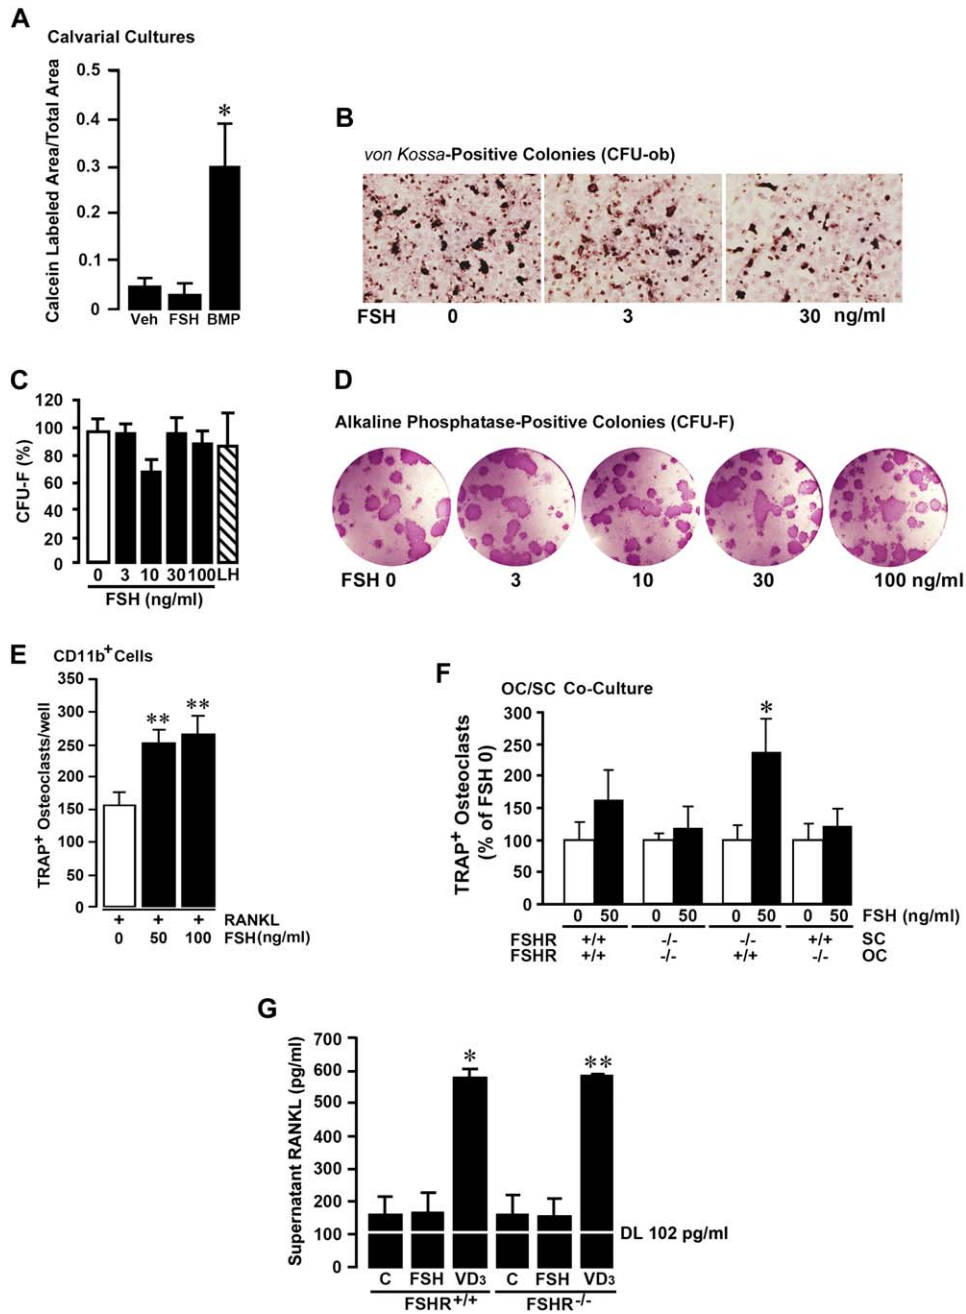 A
Calvarial Cultures
Calcein Labeled Area/Total Area
0.5
0.4
0.3
0.2
0.1
0
*
Veh FSH BMP
B
von Kossa-Positive Colonies (CFU-ob)
FSH 0 3 30 ng/ml
C
CFU-F (%)
120
100
80
60
40
20
0
0 3 10 30 100 LH
FSH (ng/ml)
D
Alkaline Phosphatase-Positive Colonies (CFU-F)
FSH 0 3 10 30 100 ng/ml
E
CD11b+ Cells
TRAP+ Osteoclasts/well
350
300
250
200
150
100
50
0
** **
+ + + RANKL
0 50 100 FSH(ng/ml)
F
OC/SC Co-Culture
TRAP+ Osteoclasts
(% of FSH 0)
300
250
200
150
100
50
0
*
0 50 0 50 0 50 0 50 FSH (ng/ml)
FSHR +/+ -/- -/- +/+ SC
FSHR +/+ -/- +/+ -/- OC
G
Supernatant RANKL (pg/ml)
700
600
500
400
300
200
100
0
* **
DL 102 pg/ml
C FSH VD3 C FSH VD3
FSHR+/+ FSHR-/-